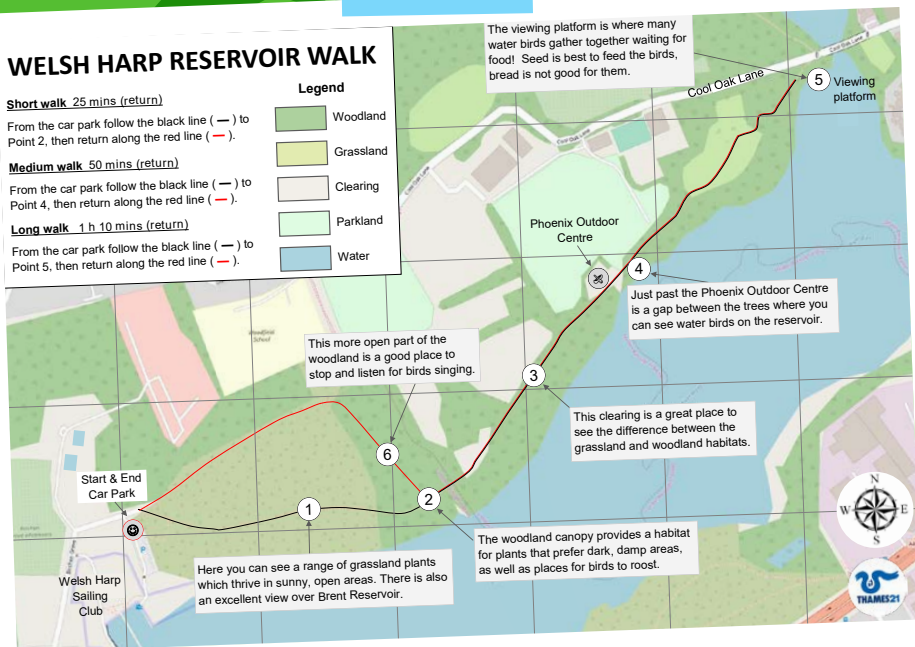 WELSH HARP RESERVOIR WALK
Short walk 25 mins (return)
From the car park follow the black line ( — ) to
Point 2, then return along the red line ( — ).
Medium walk 50 mins (return)
From the car park follow the black line ( — ) to
Point 4, then return along the red line ( — ).
Long walk 1 h 10 mins (return)
From the car park follow the black line ( — ) to
Point 5, then return along the red line ( — ).
Legend
Woodland
Grassland
Clearing
Parkland
Water
The viewing platform is where many
water birds gather together waiting for
food! Seed is best to feed the birds,
bread is not good for them.
Cool Oak Lane
5
Viewing
platform
Cool Oak Lane
Cool Oak Lane
Phoenix Outdoor
Centre
4
Just past the Phoenix Outdoor Centre
is a gap between the trees where you
can see water birds on the reservoir.
Woodfield
School
This more open part of the
woodland is a good place to
stop and listen for birds singing.
3
This clearing is a great place to
see the difference between the
grassland and woodland habitats.
6
Start & End
Car Park
2
1
The woodland canopy provides a habitat
for plants that prefer dark, damp areas,
as well as places for birds to roost.
Here you can see a range of grassland plants
which thrive in sunny, open areas. There is also
an excellent view over Brent Reservoir.
P
Welsh Harp
Sailing
Club
N
W E
S
THAMES21